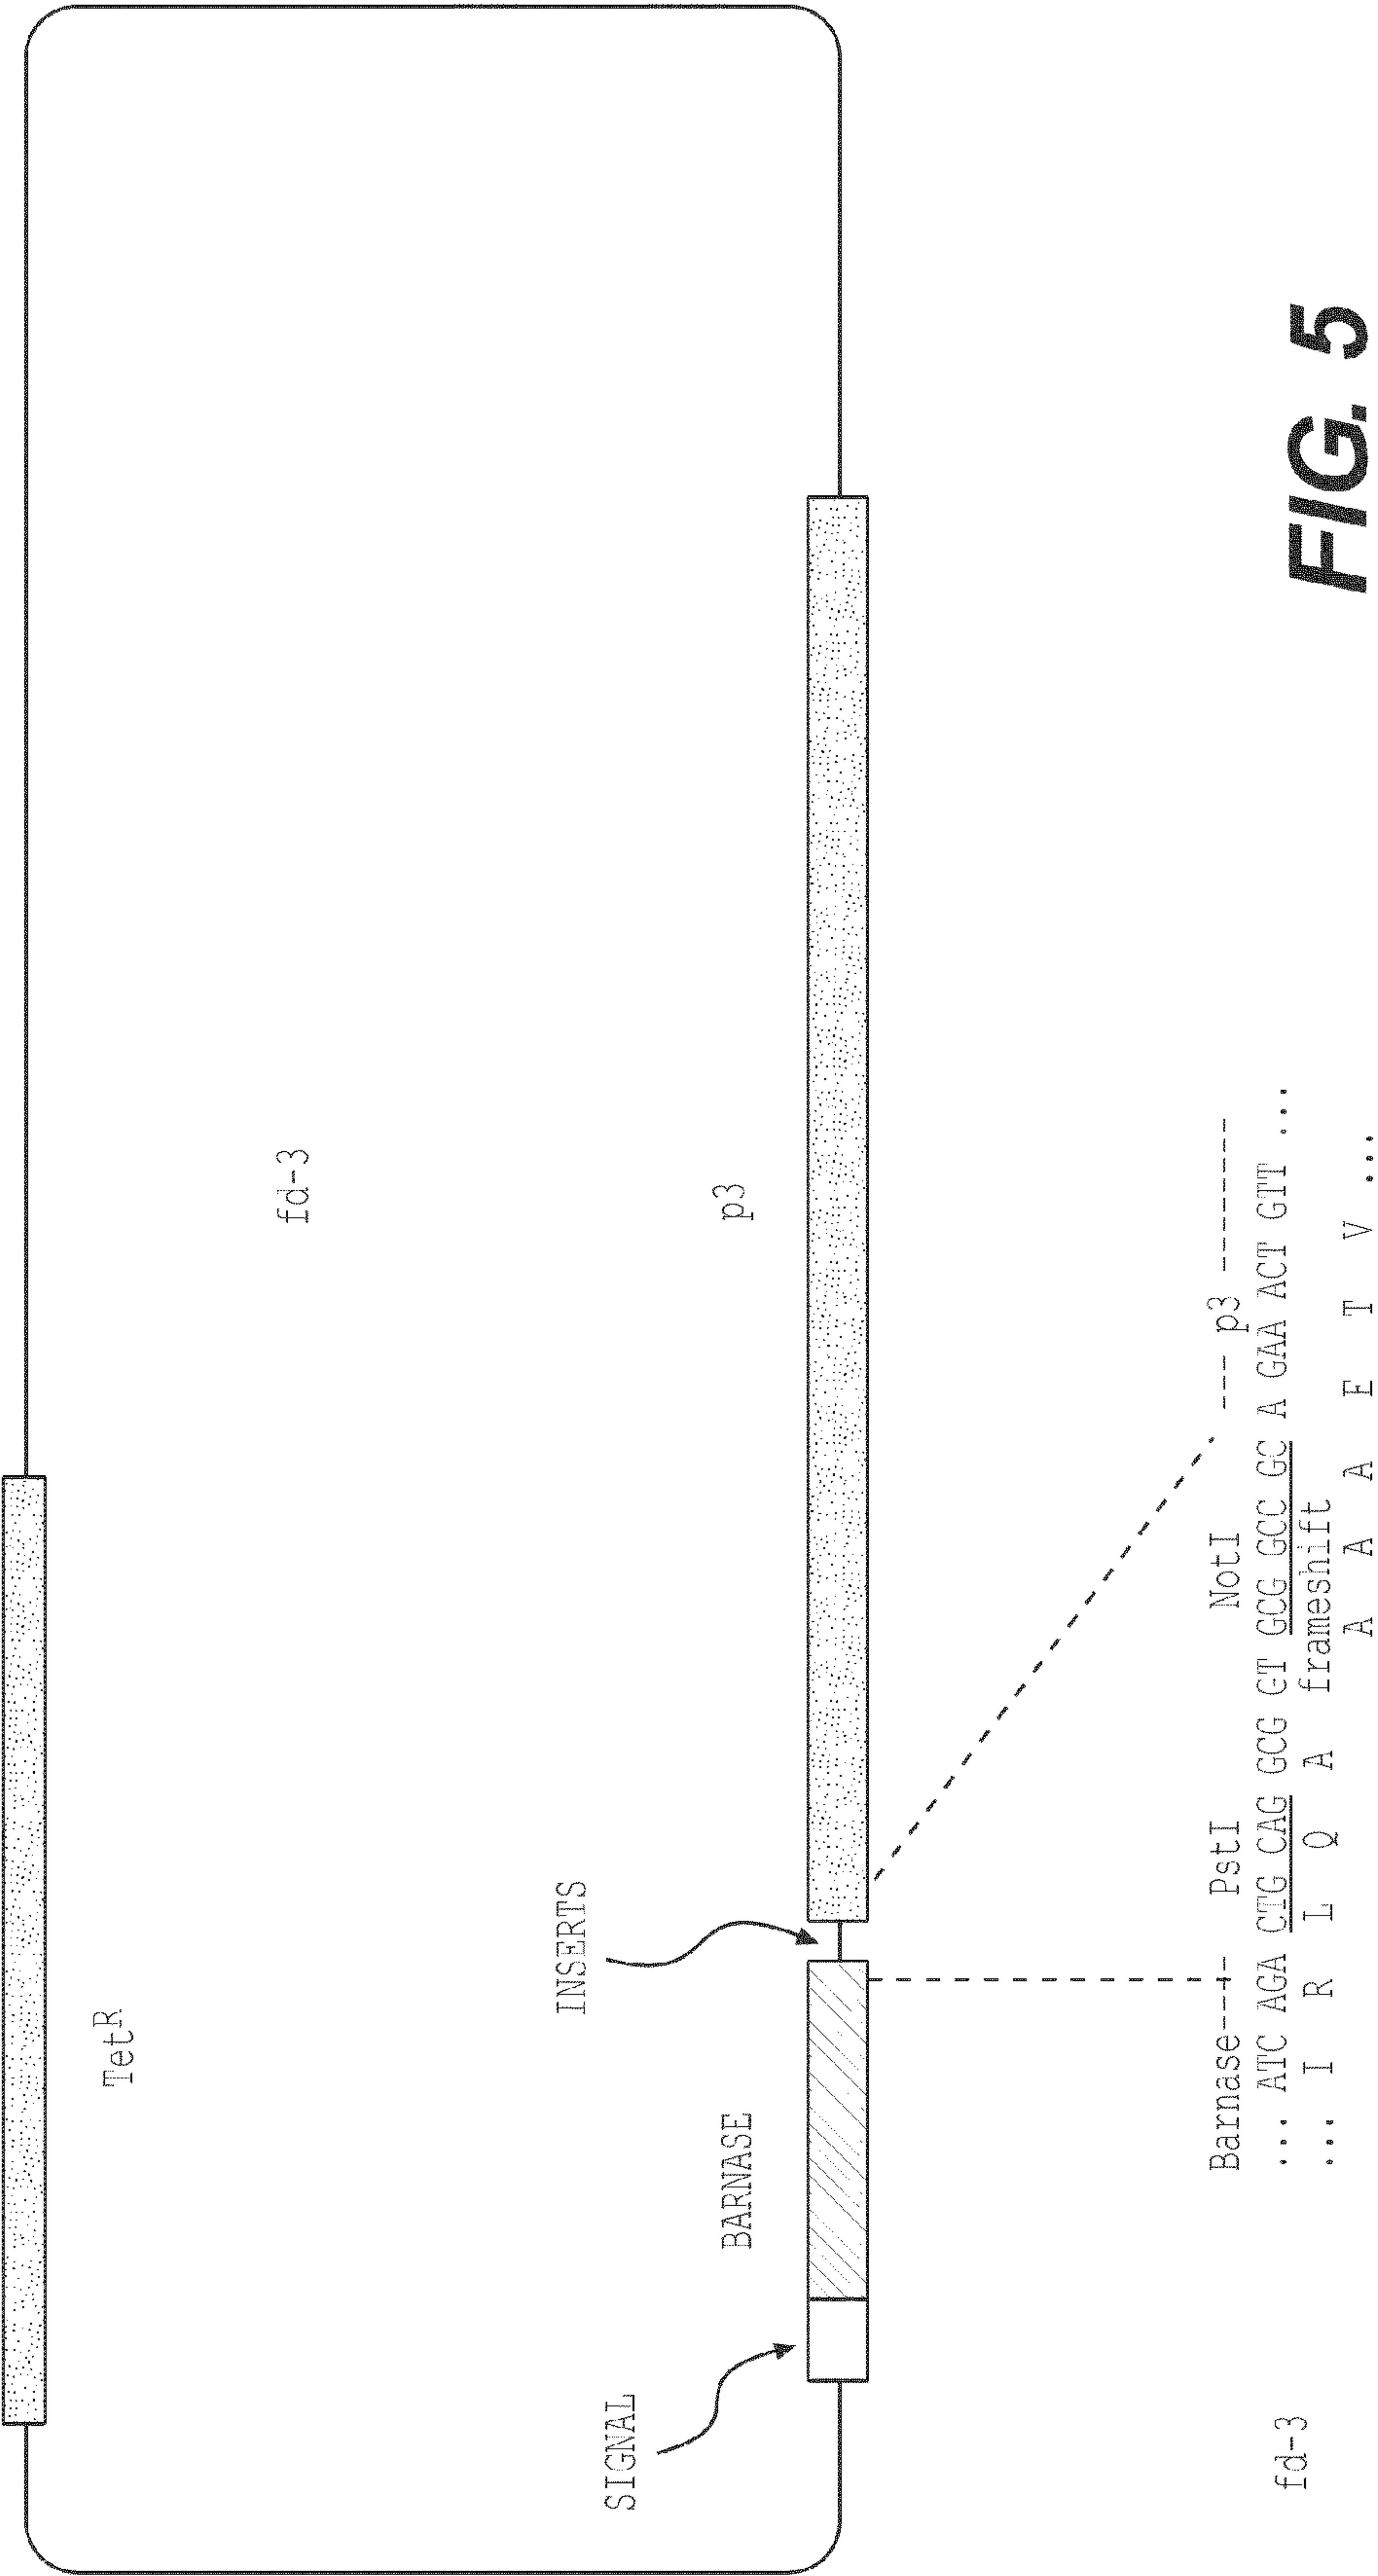 Tet^R
fd-3
INSERTS
SIGNAL
BARNASE
p3
Barnase--- PstI NotI --- p3 -------
fd-3 ... ATC AGA CTG CAG GCG GT GCG GCC GC A GAA ACT GTT ...
... I R L Q A frameshift
A A A E T V ...
FIG. 5